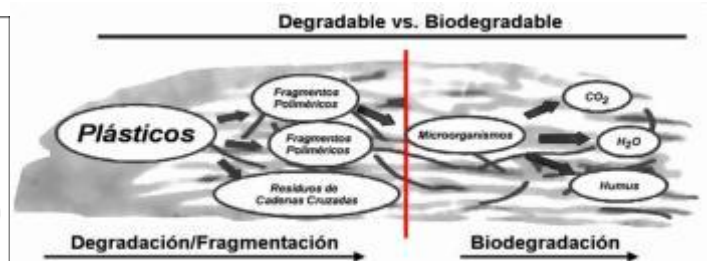 Degradable vs. Biodegradable
Plásticos
Fragmentos
Poliméricos
Fragmentos
Poliméricos
Residuos de
Cadenas Cruzadas
Microorganismos
CO2
H2O
Humus
Degradación/Fragmentación
Biodegradación